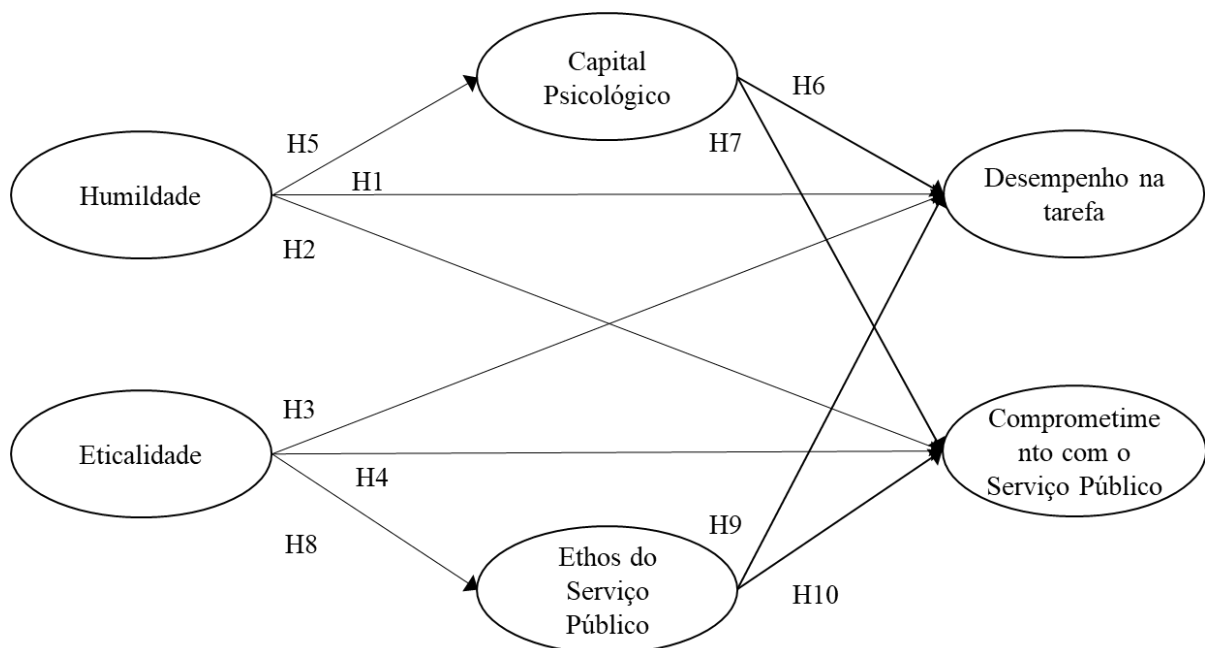 Capital
Psicológico
H6
H5
H7
Humildade
H1
Desempenho na
tarefa
H2
H3
Eticalidade
H4
Comprometime
nto com o
Serviço Público
H8
H9
Ethos do
Serviço
Público
H10